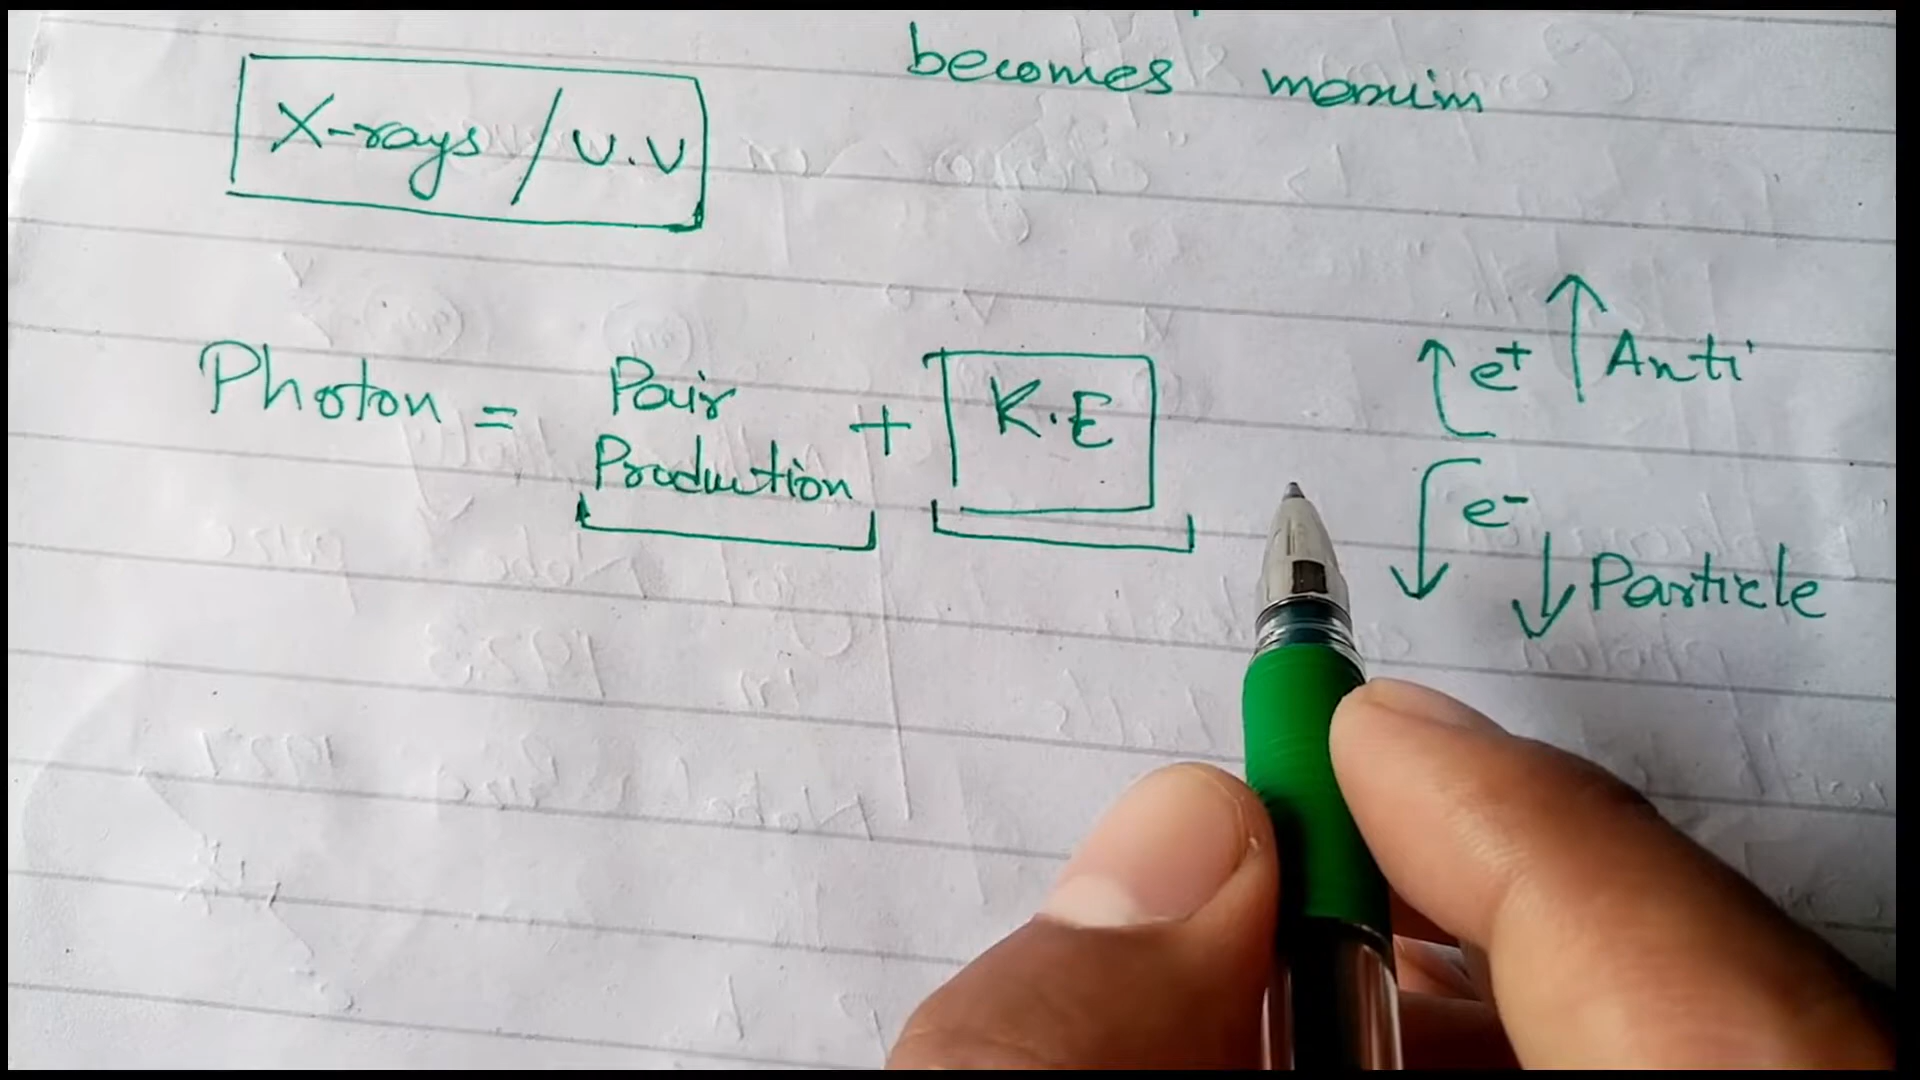 becomes
X-rays / U.V
Photon = Pair Production + K.E
e+ Anti
e- Particle